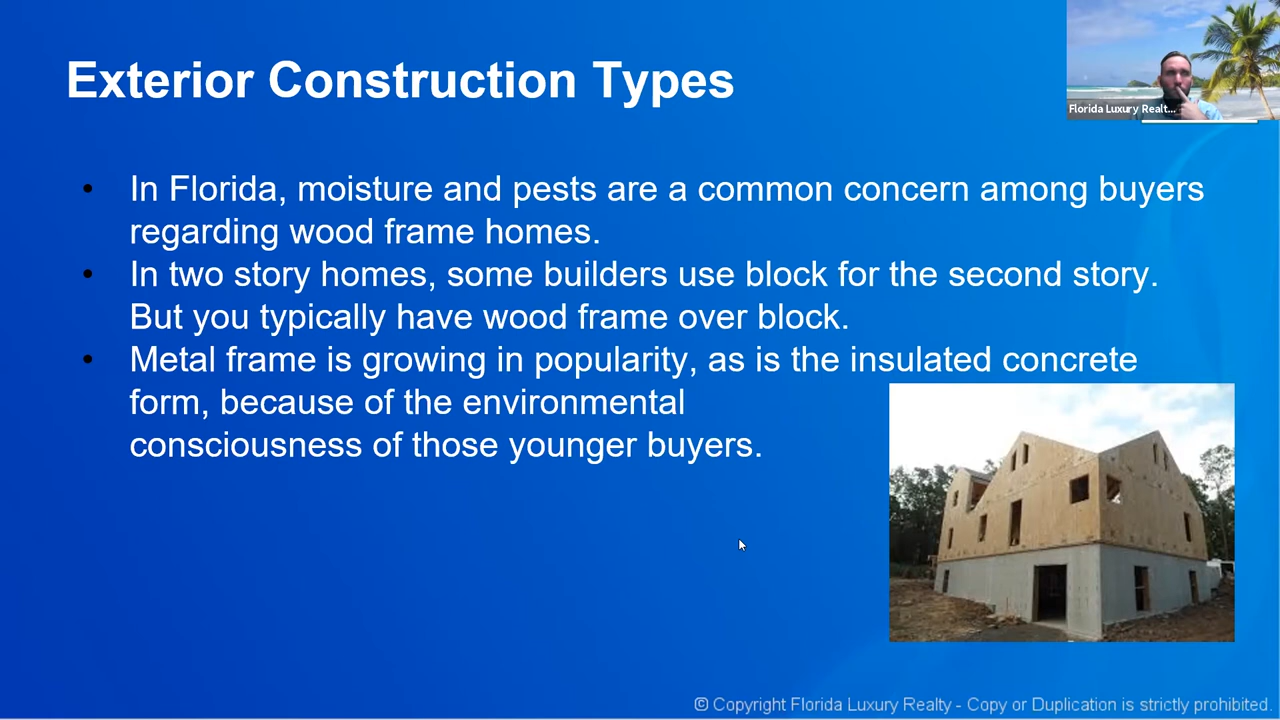 Exterior Construction Types
Florida Luxury Realt...
• In Florida, moisture and pests are a common concern among buyers
regarding wood frame homes.
• In two story homes, some builders use block for the second story.
But you typically have wood frame over block.
• Metal frame is growing in popularity, as is the insulated concrete
form, because of the environmental
consciousness of those younger buyers.
© Copyright Florida Luxury Realty - Copy or Duplication is strictly prohibited.